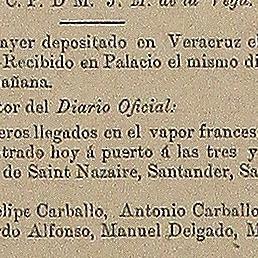 C. P. D M. J. Ll. de la Vega.
ayer depositado en Veracruz el
Recibido en Palacio el mismo di
añana.
tor del Diario Oficial:
eros llegados en el vapor frances
trado hoy á puerto á las tres y
de Saint Nazaire, Santander, Sa
elipe Carballo, Antonio Carballo
rdo Alfonso, Manuel Delgado, M